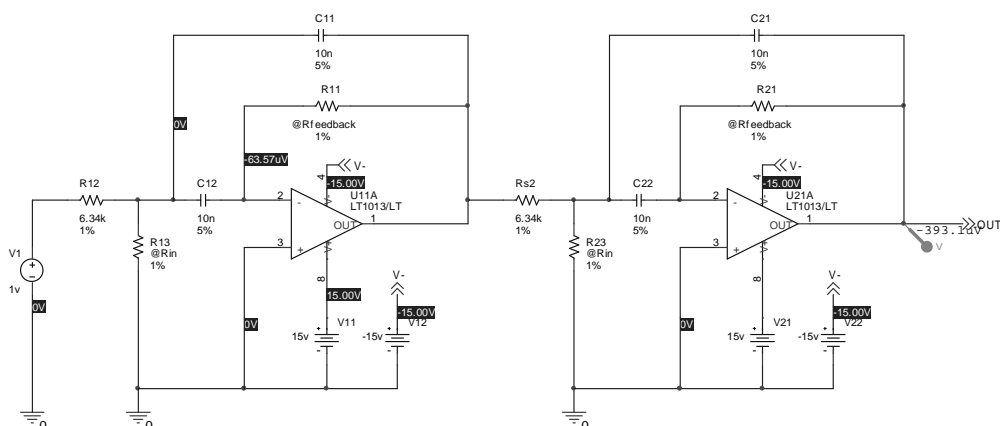 C11
10n
5%
R11
@Rfeedback
1%
0V
-63.57uV
R12
6.34k
1%
C12
10n
5%
R13
@Rin
1%
V1
1v
0V
4
V-
-15.00V
U11A
LT1013/LT
2
-
3
+
OUT
1
V-
V+
8
15.00V
0V
V11
15v
V-
-15.00V
V12
-15v
0
0
C21
10n
5%
R21
@Rfeedback
1%
Rs2
6.34k
1%
C22
10n
5%
R23
@Rin
1%
4
V-
-15.00V
U21A
LT1013/LT
2
-
3
+
OUT
1
8
0V
V21
15v
V-
-15.00V
V22
-15v
OUT
-393.1uV
V
0